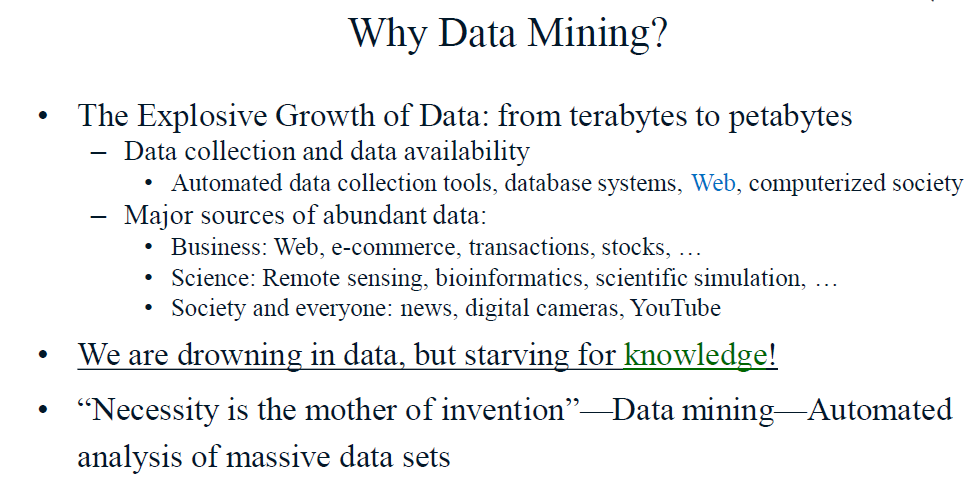 Why Data Mining?
• The Explosive Growth of Data: from terabytes to petabytes
– Data collection and data availability
• Automated data collection tools, database systems, Web, computerized society
– Major sources of abundant data:
• Business: Web, e-commerce, transactions, stocks, …
• Science: Remote sensing, bioinformatics, scientific simulation, …
• Society and everyone: news, digital cameras, YouTube
• We are drowning in data, but starving for knowledge!
• “Necessity is the mother of invention”—Data mining—Automated
analysis of massive data sets